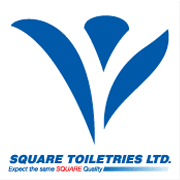 SQUARE TOILETRIES LTD.
Expect the same SQUARE Quality